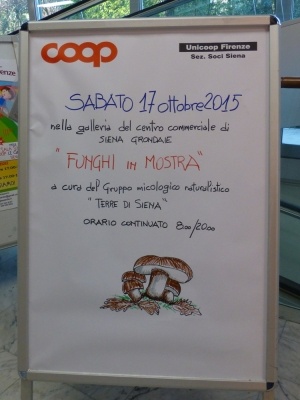 coop
Unicoop Firenze
Sez. Soci Siena
SABATO 17 ottobre 2015
nella galleria del centro commerciale di
SIENA GRONDAIE
"FUNGHI in MOSTRA"
a cura del Gruppo micologico naturalistico
"TERRE DI SIENA"
ORARIO CONTINUATO 8:00/20:00